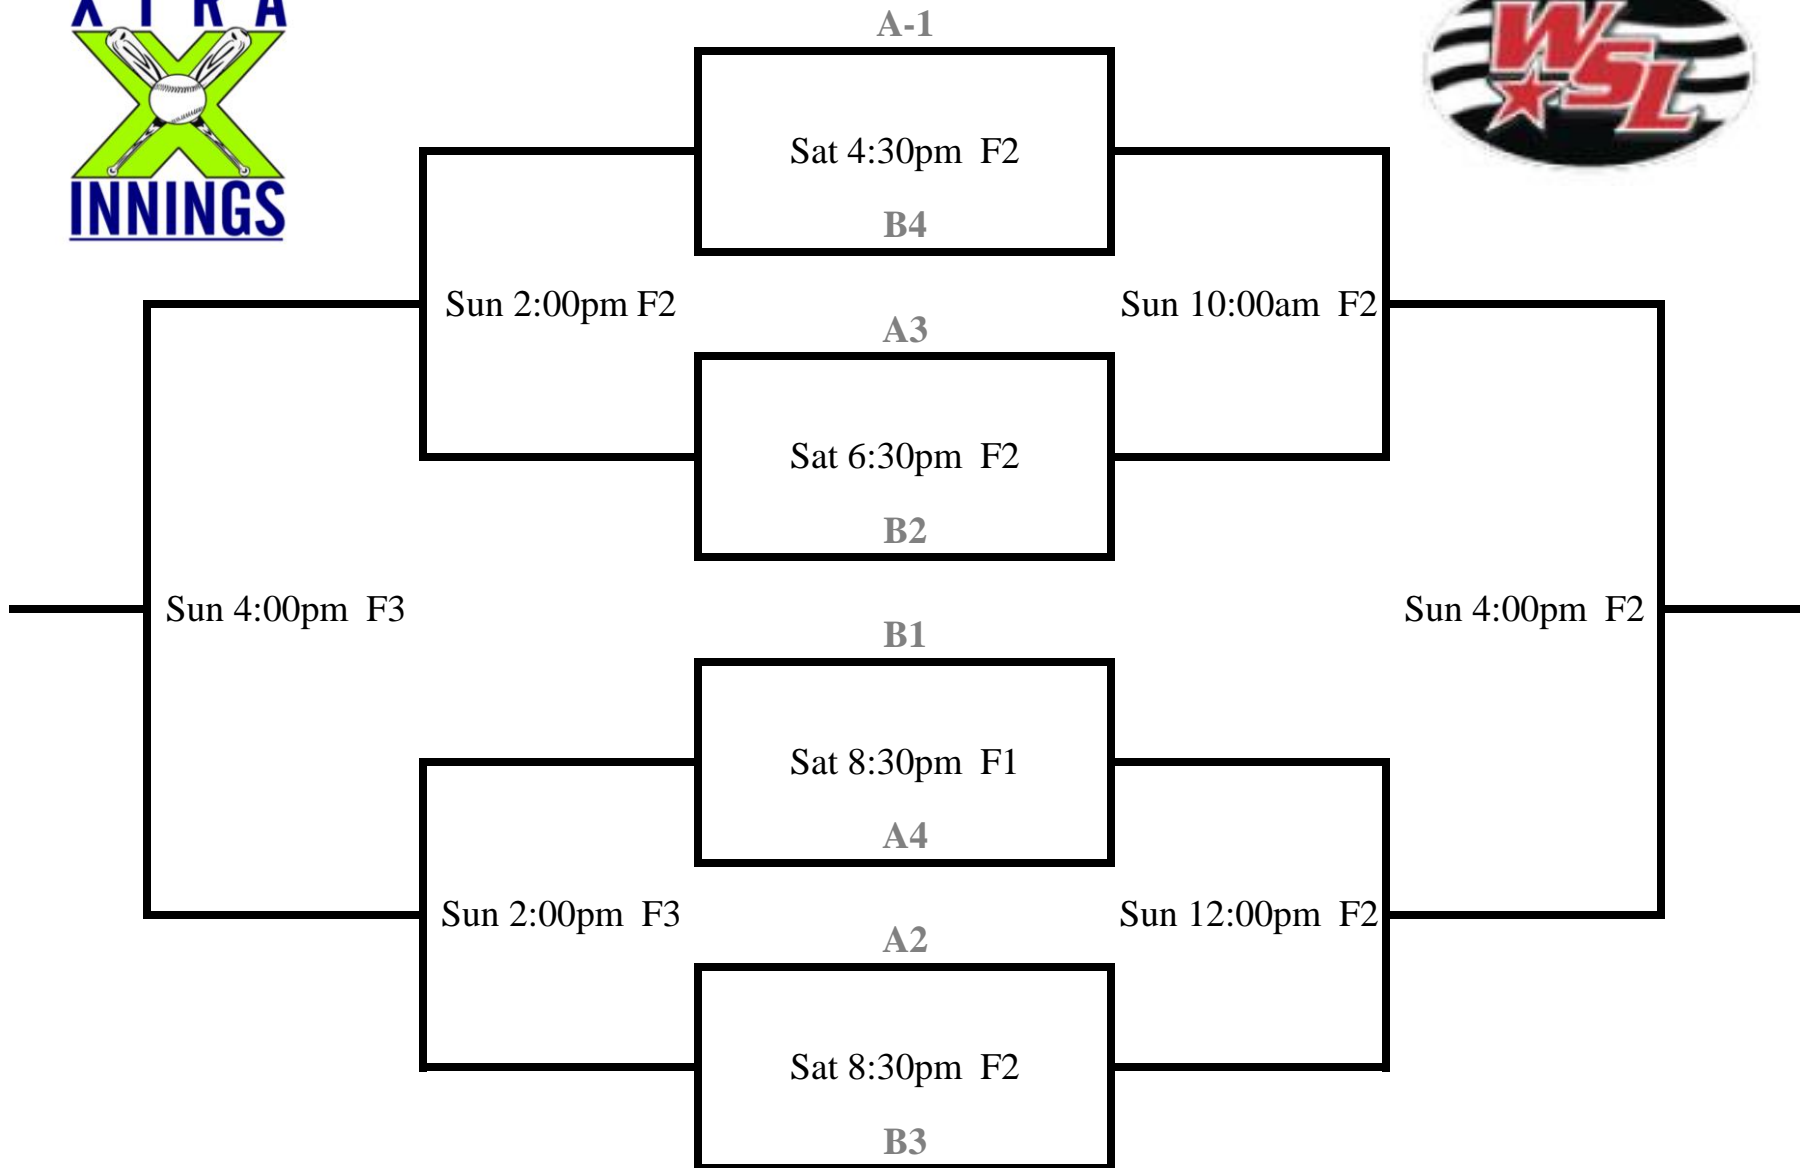 XTRA
INNINGS
WSL
A-1
Sat 4:30pm F2
B4
Sun 2:00pm F2
Sun 10:00am F2
A3
Sat 6:30pm F2
B2
Sun 4:00pm F3
Sun 4:00pm F2
B1
Sat 8:30pm F1
A4
Sun 2:00pm F3
Sun 12:00pm F2
A2
Sat 8:30pm F2
B3